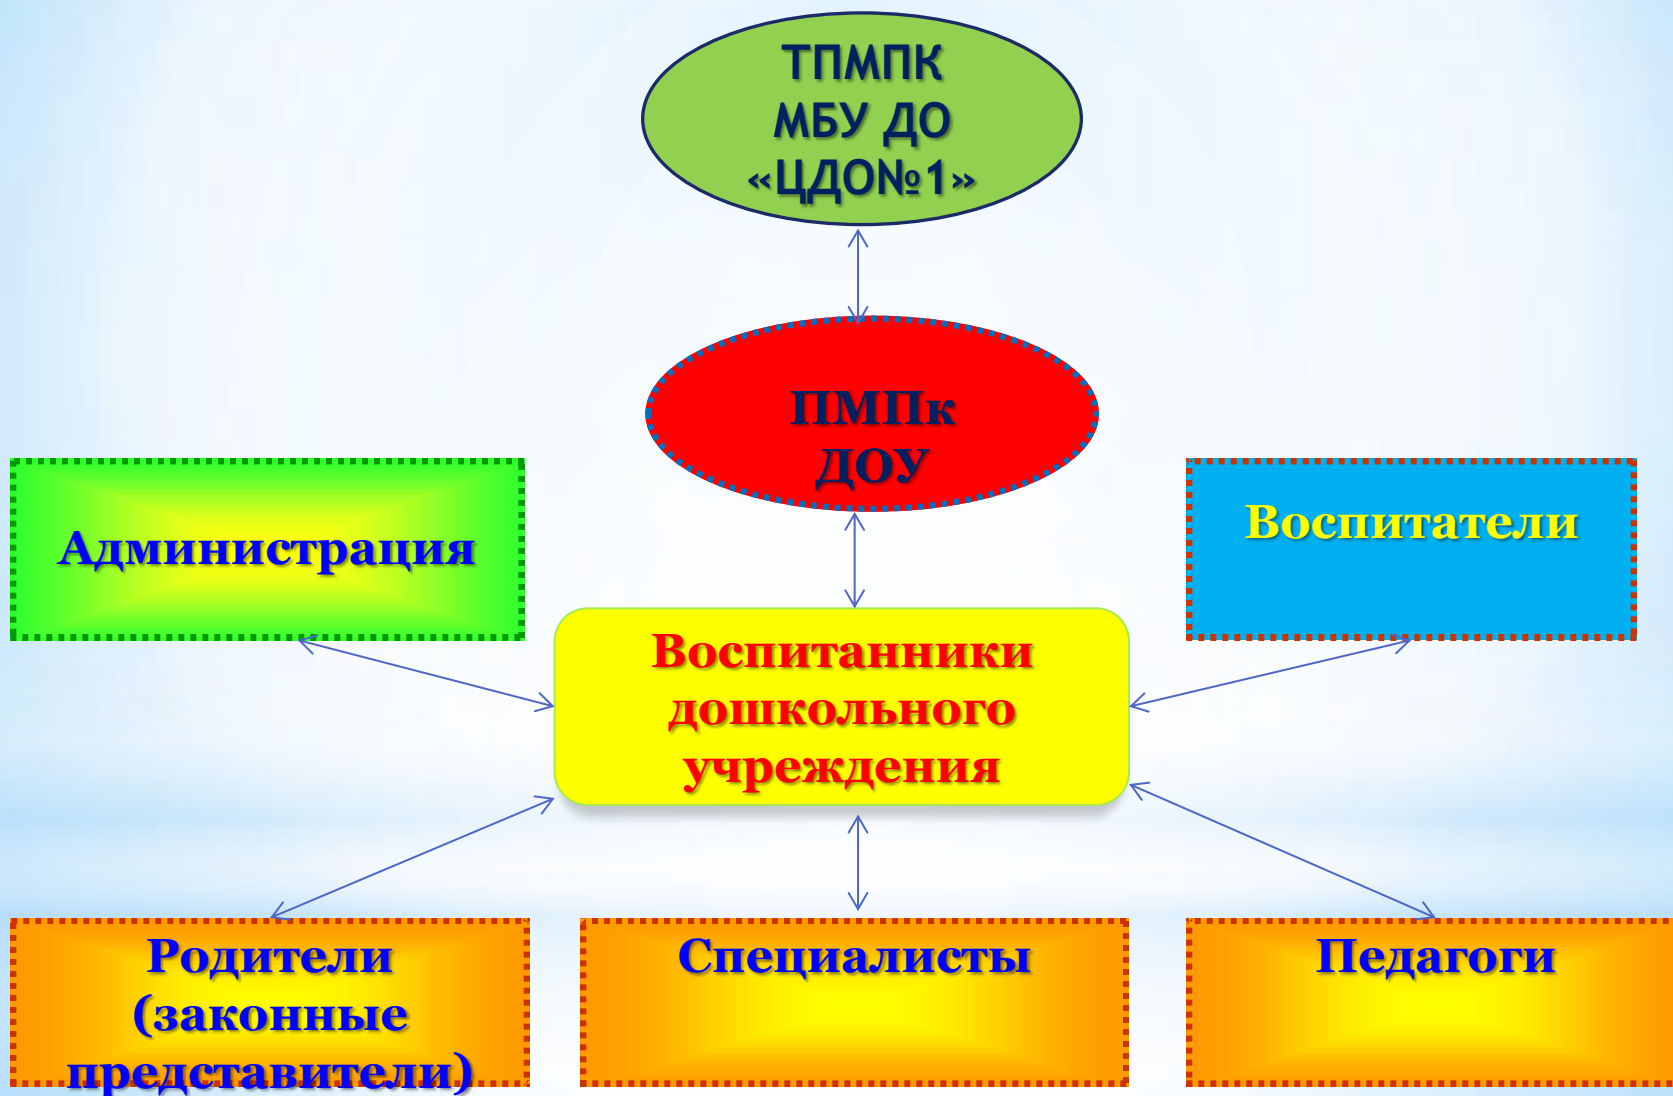 ТПМПК
МБУ ДО
«ЦДО№1»
ПМПк
ДОУ
Администрация
Воспитатели
Воспитанники
дошкольного
учреждения
Родители
(законные
представители)
Специалисты
Педагоги